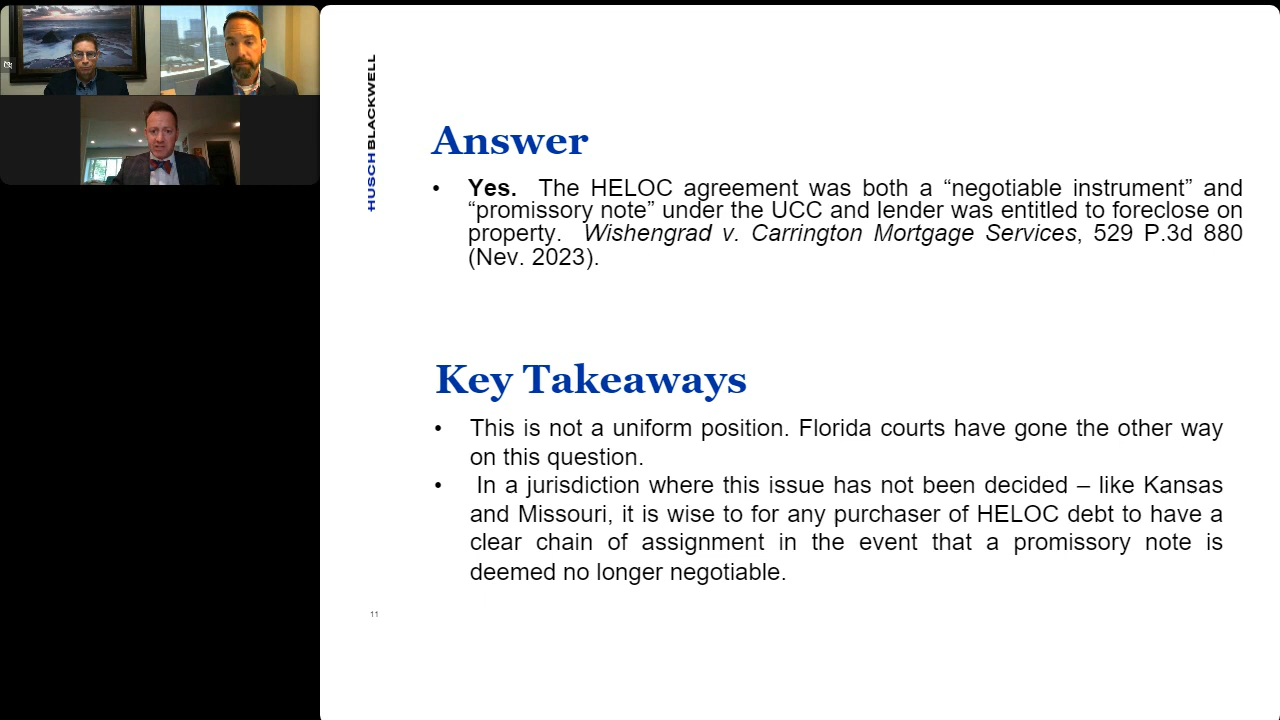 HUSCHBLACKWELL
Answer
• Yes. The HELOC agreement was both a “negotiable instrument” and
“promissory note” under the UCC and lender was entitled to foreclose on
property. Wishengrad v. Carrington Mortgage Services, 529 P.3d 880
(Nev. 2023).
Key Takeaways
• This is not a uniform position. Florida courts have gone the other way
on this question.
• In a jurisdiction where this issue has not been decided – like Kansas
and Missouri, it is wise to for any purchaser of HELOC debt to have a
clear chain of assignment in the event that a promissory note is
deemed no longer negotiable.
11